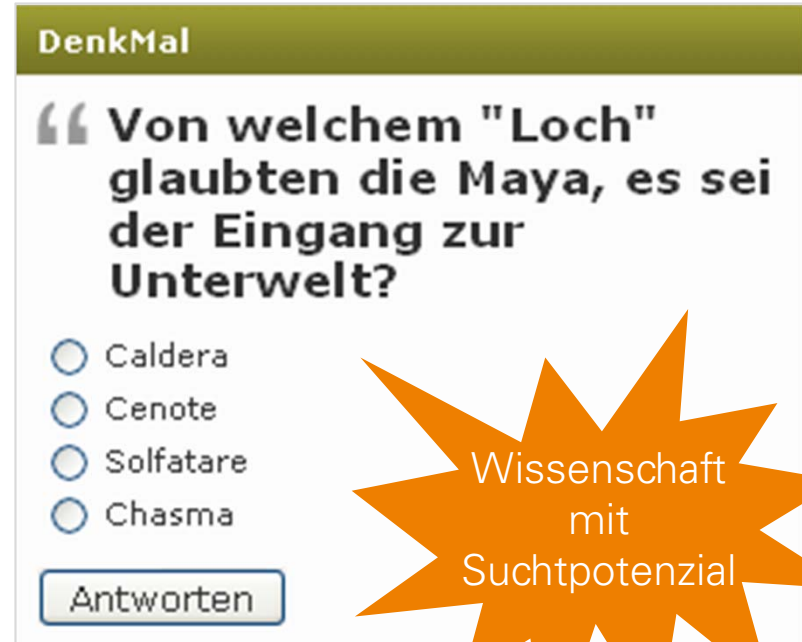 DenkMal
Von welchem "Loch"
glaubten die Maya, es sei
der Eingang zur
Unterwelt?
Caldera
Cenote
Solfatare
Chasma
Antworten
Wissenschaft
mit
Suchtpotenzial